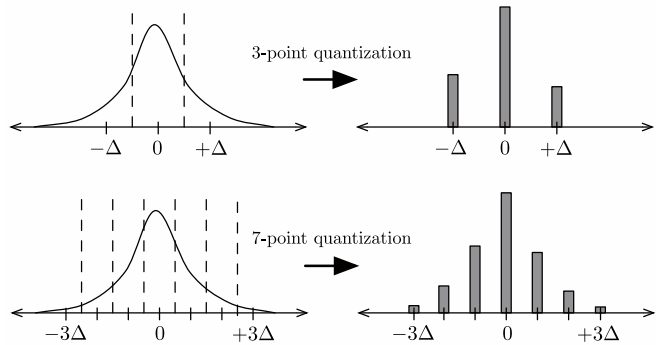 3-point quantization
−Δ 0 +Δ
−Δ 0 +Δ
7-point quantization
−3Δ 0 +3Δ
−3Δ 0 +3Δ